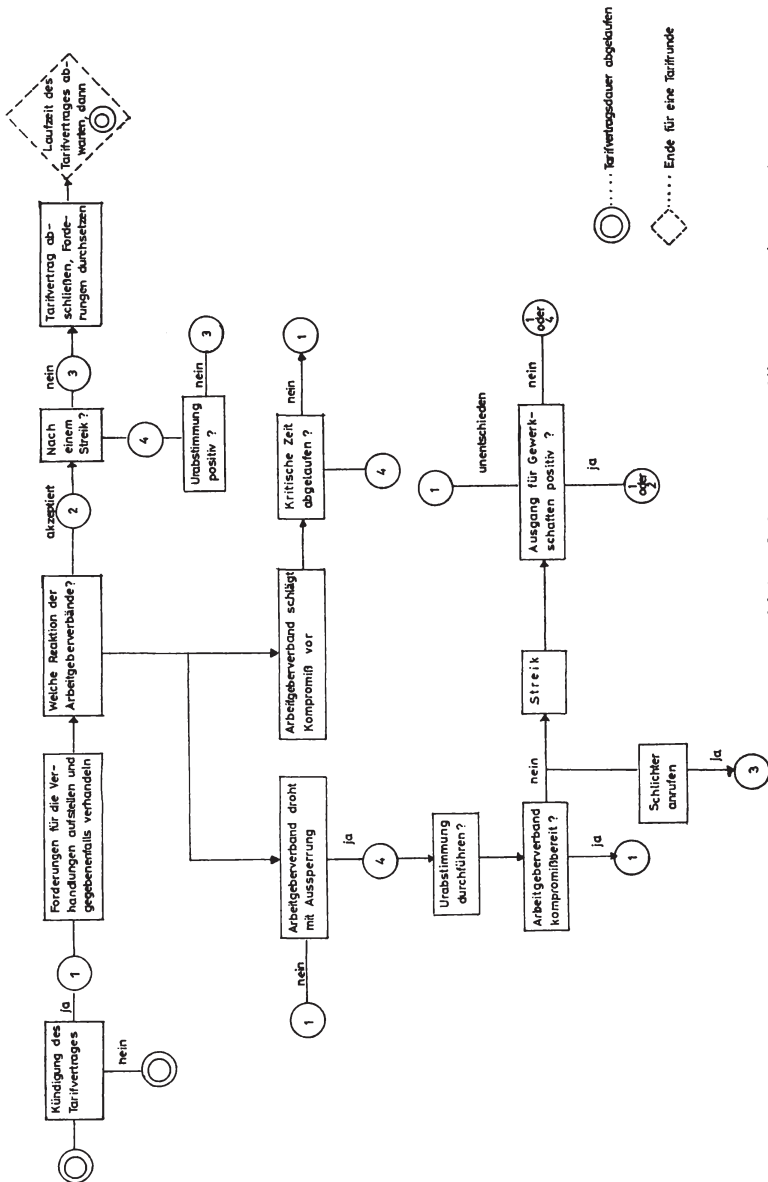 Kündigung des
Tarifvertrages
ja
nein
1
Forderungen für die Ver-
handlungen aufstellen und
gegebenenfalls verhandeln
Welche Reaktion der
Arbeitgeberverbände?
akzeptiert
2
Nach
einem
Streik?
nein
3
Tarifvertrag ab-
schließen, Forde-
rungen durchsetzen
Laufzeit des
Tarifvertrages ab-
warten, dann
4
Urabstimmung
positiv ?
nein
3
1
nein
Arbeitgeberverband droht
mit Aussperrung
ja
4
Arbeitgeberverband schlägt
Kompromiß vor
Kritische Zeit
abgelaufen ?
nein
1
4
Urabstimmung
durchführen?
Arbeitgeberverband
kompromißbereit ?
ja
1
nein
Schlichter
anrufen
ja
3
Streik
Ausgang für Gewerk-
schaften positiv ?
unentschieden
1
nein
1
oder
4
ja
1
oder
2
Tarifvertragsdauer abgelaufen
Ende für eine Tarifrunde